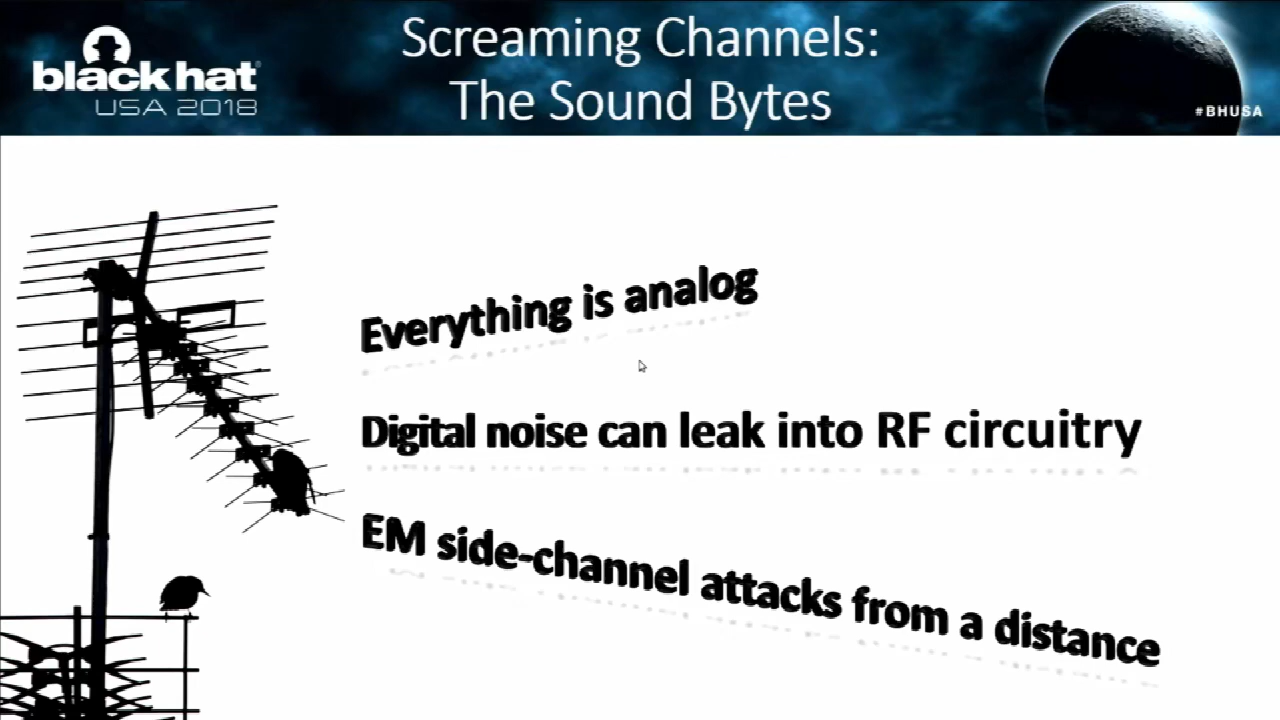 black hat
USA 2018
Screaming Channels:
The Sound Bytes
#BHUSA
Everything is analog
Digital noise can leak into RF circuitry
EM side-channel attacks from a distance